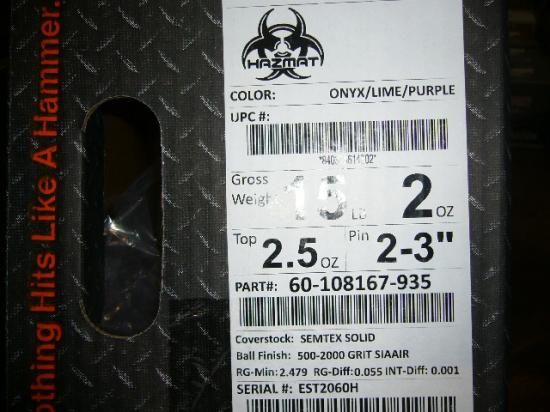 Nothing Hits Like A Hammer.
HAZMAT
COLOR: ONYX/LIME/PURPLE
UPC #:
Gross Weight 15 LB 2 OZ
Top 2.5 OZ Pin 2-3"
PART#: 60-108167-935
Coverstock: SEMTEX SOLID
Ball Finish: 500-2000 GRIT SIAAIR
RG-Min: 2.479 RG-Diff: 0.055 INT-Diff: 0.001
SERIAL #: EST2060H